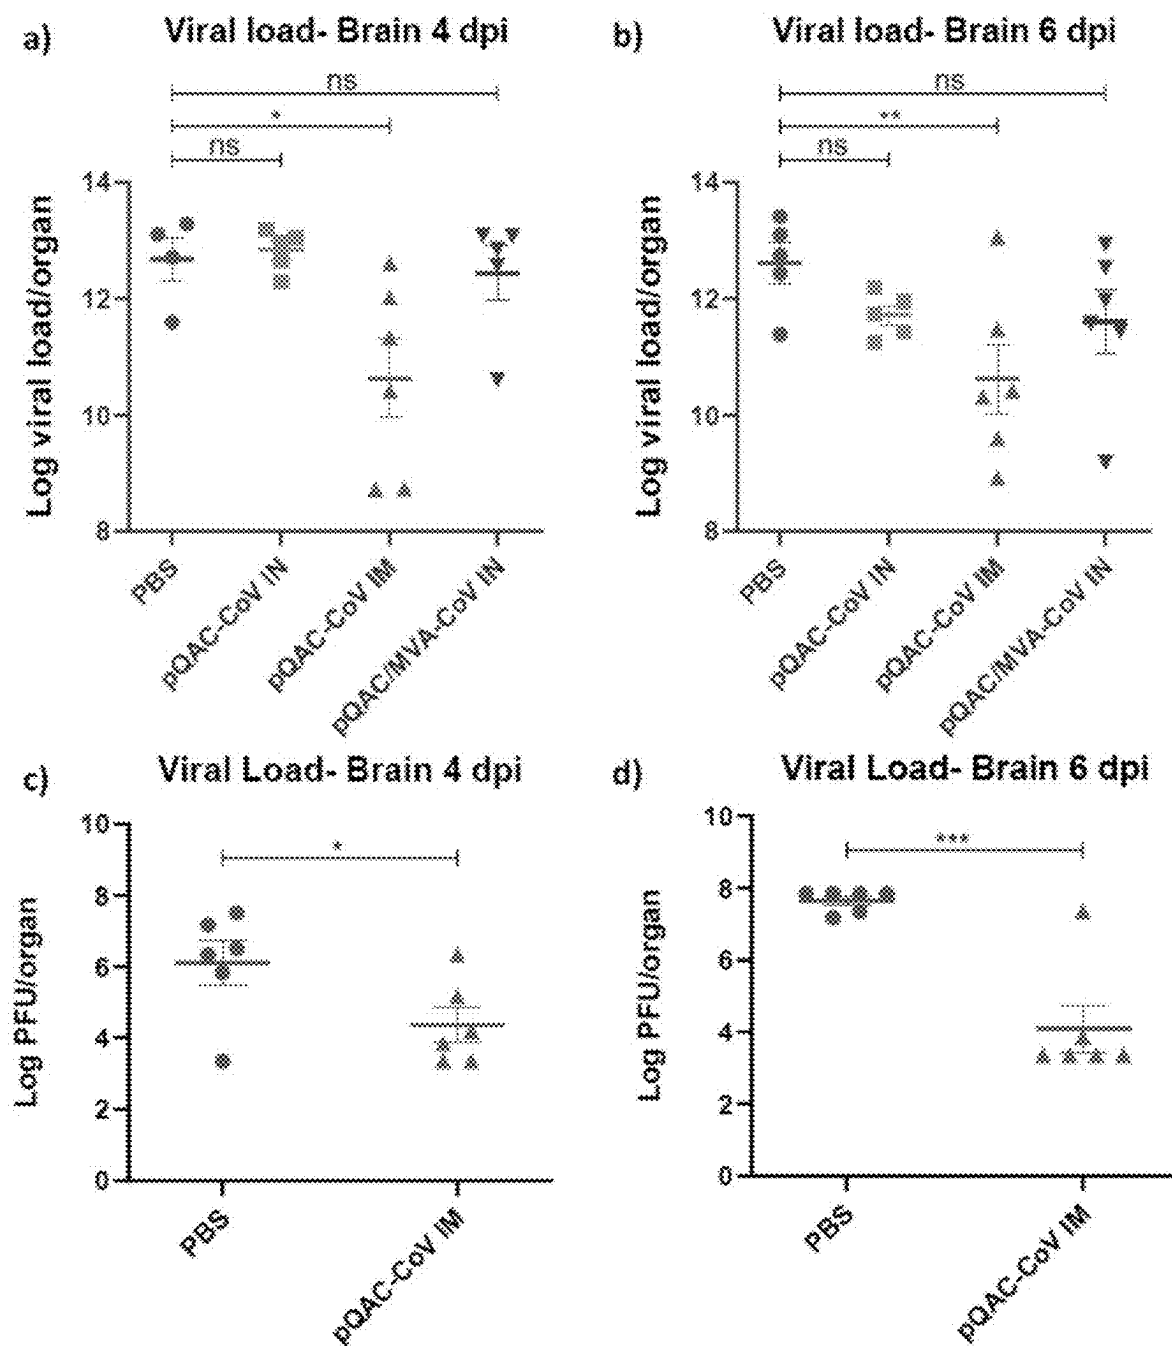 a) Viral load- Brain 4 dpi
ns
*
ns
Log viral load/organ
14
12
10
8
PBS
pQAC-CoV IN
pQAC-CoV IM
pQAC/MVA-CoV IN
b) Viral load- Brain 6 dpi
ns
**
ns
Log viral load/organ
14
12
10
8
PBS
pQAC-CoV IN
pQAC-CoV IM
pQAC/MVA-CoV IN
c) Viral Load- Brain 4 dpi
*
Log PFU/organ
10
8
6
4
2
0
PBS
pQAC-CoV IM
d) Viral Load- Brain 6 dpi
***
Log PFU/organ
10
8
6
4
2
0
PBS
pQAC-CoV IM